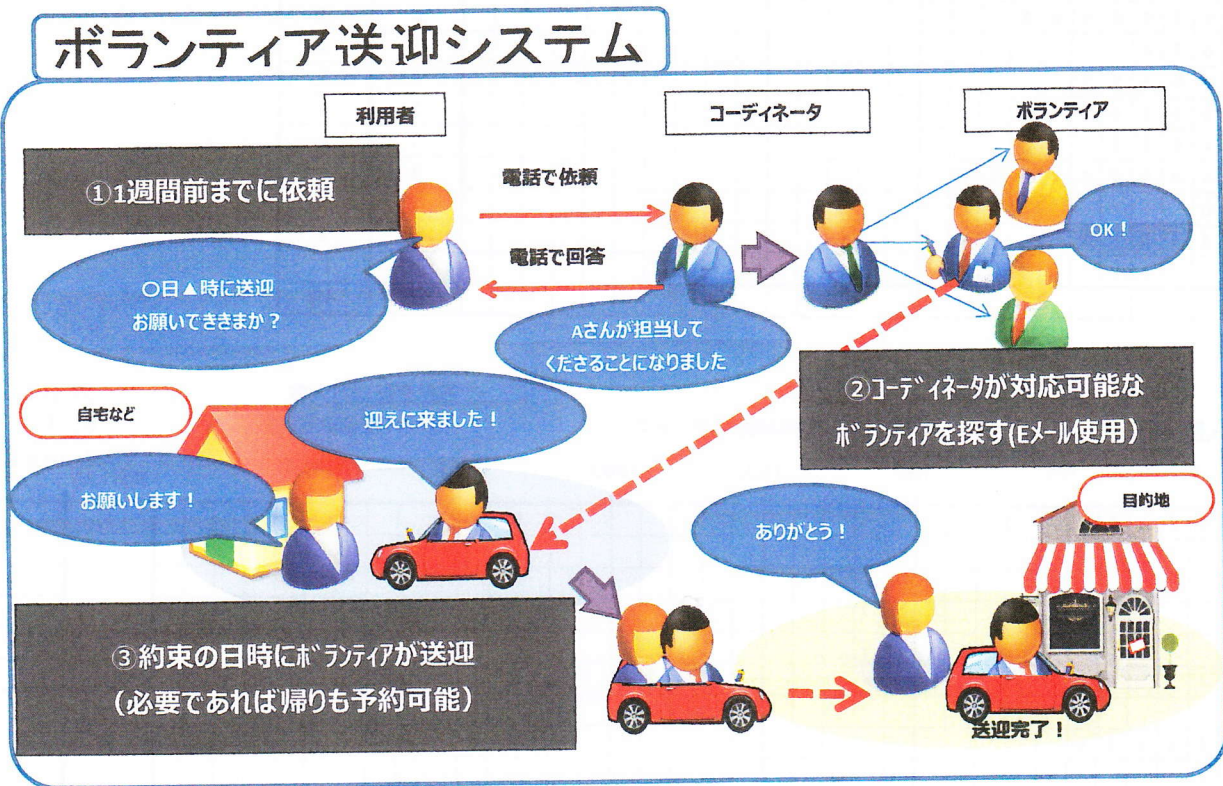 ボランティア送迎システム
利用者
コーディネータ
ボランティア
①1週間前までに依頼
電話で依頼
電話で回答
OK！
〇日▲時に送迎
お願いでききまか？
Aさんが担当して
くださることになりました
②ｺｰﾃﾞｨﾈｰﾀが対応可能な
ﾎﾞﾗﾝﾃｨｱを探す(Eﾒｰﾙ使用）
自宅など
迎えに来ました！
お願いします！
目的地
ありがとう！
③約束の日時にﾎﾞﾗﾝﾃｨｱが送迎
（必要であれば帰りも予約可能）
送迎完了！